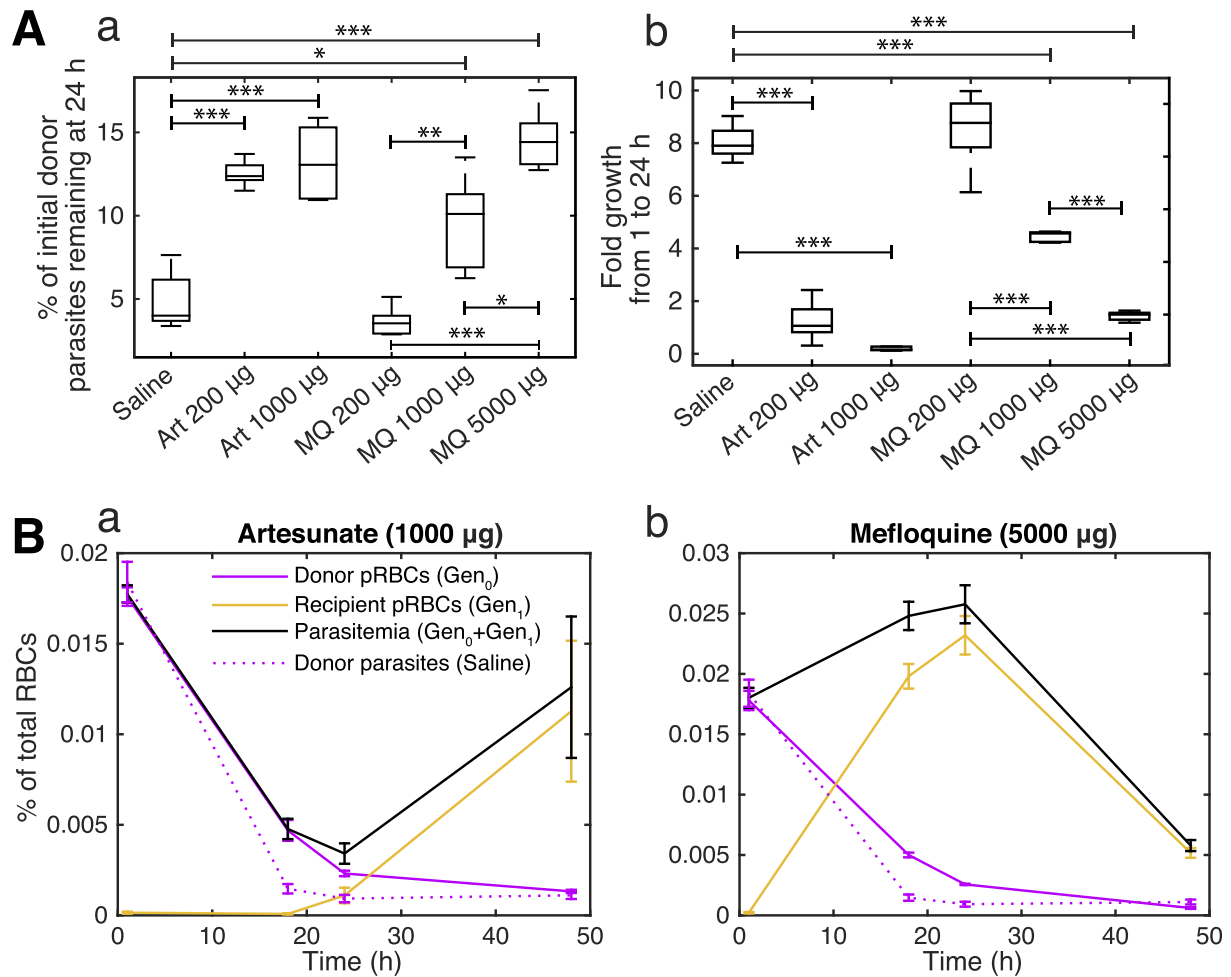 A a b
*** ***
* ***
% of initial donor
parasites remaining at 24 h
15
10
5
***
***
**
*
***
Saline
Art 200 µg
Art 1000 µg
MQ 200 µg
MQ 1000 µg
MQ 5000 µg
Fold growth
from 1 to 24 h
10
8
6
4
2
0
***
***
***
***
***
Saline
Art 200 µg
Art 1000 µg
MQ 200 µg
MQ 1000 µg
MQ 5000 µg
B a
Artesunate (1000 µg)
% of total RBCs
0.02
0.015
0.01
0.005
0
Donor pRBCs (Gen0)
Recipient pRBCs (Gen1)
Parasitemia (Gen0+Gen1)
Donor parasites (Saline)
0 10 20 30 40 50
Time (h)
b
Mefloquine (5000 µg)
0.03
0.025
0.02
0.015
0.01
0.005
0
0 10 20 30 40 50
Time (h)